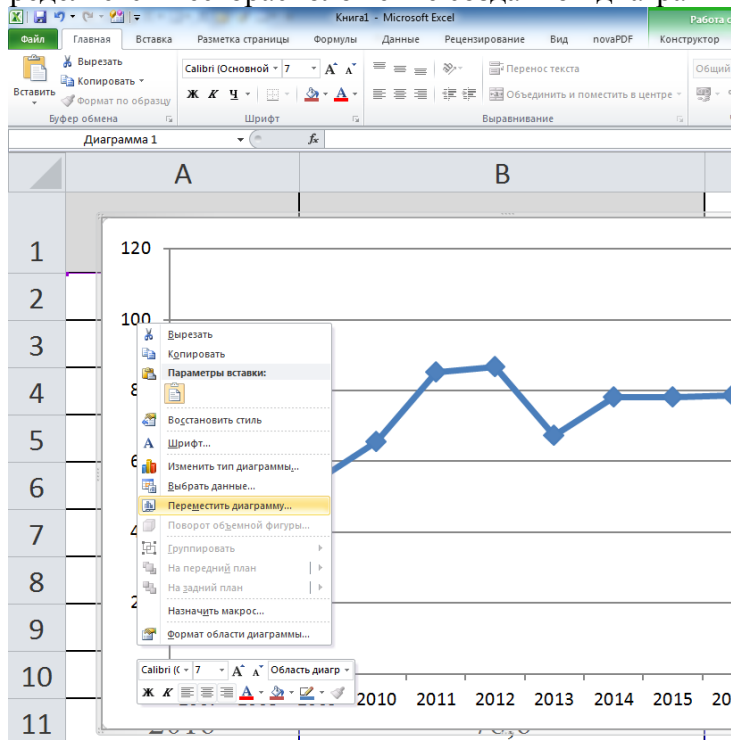 Книга1 - Microsoft Excel
Работа с
Файл Главная Вставка Разметка страницы Формулы Данные Рецензирование Вид novaPDF Конструктор
Вставить
Вырезать
Копировать
Формат по образцу
Буфер обмена
Calibri (Основной 7 A A
Ж К Ч A
Шрифт
Перенос текста
Объединить и поместить в центре
Выравнивание
Общий
Диаграмма 1 fx
A B
1
2
3
4
5
6
7
8
9
10
11
120
100
Вырезать
Копировать
Параметры вставки:
Восстановить стиль
Шрифт...
Изменить тип диаграммы...
Выбрать данные...
Переместить диаграмму...
Поворот объемной фигуры...
Группировать
На передний план
На задний план
Назначить макрос...
Формат области диаграммы...
Calibri (С 7 A A Область диагр
Ж К A
2010 2011 2012 2013 2014 2015 20